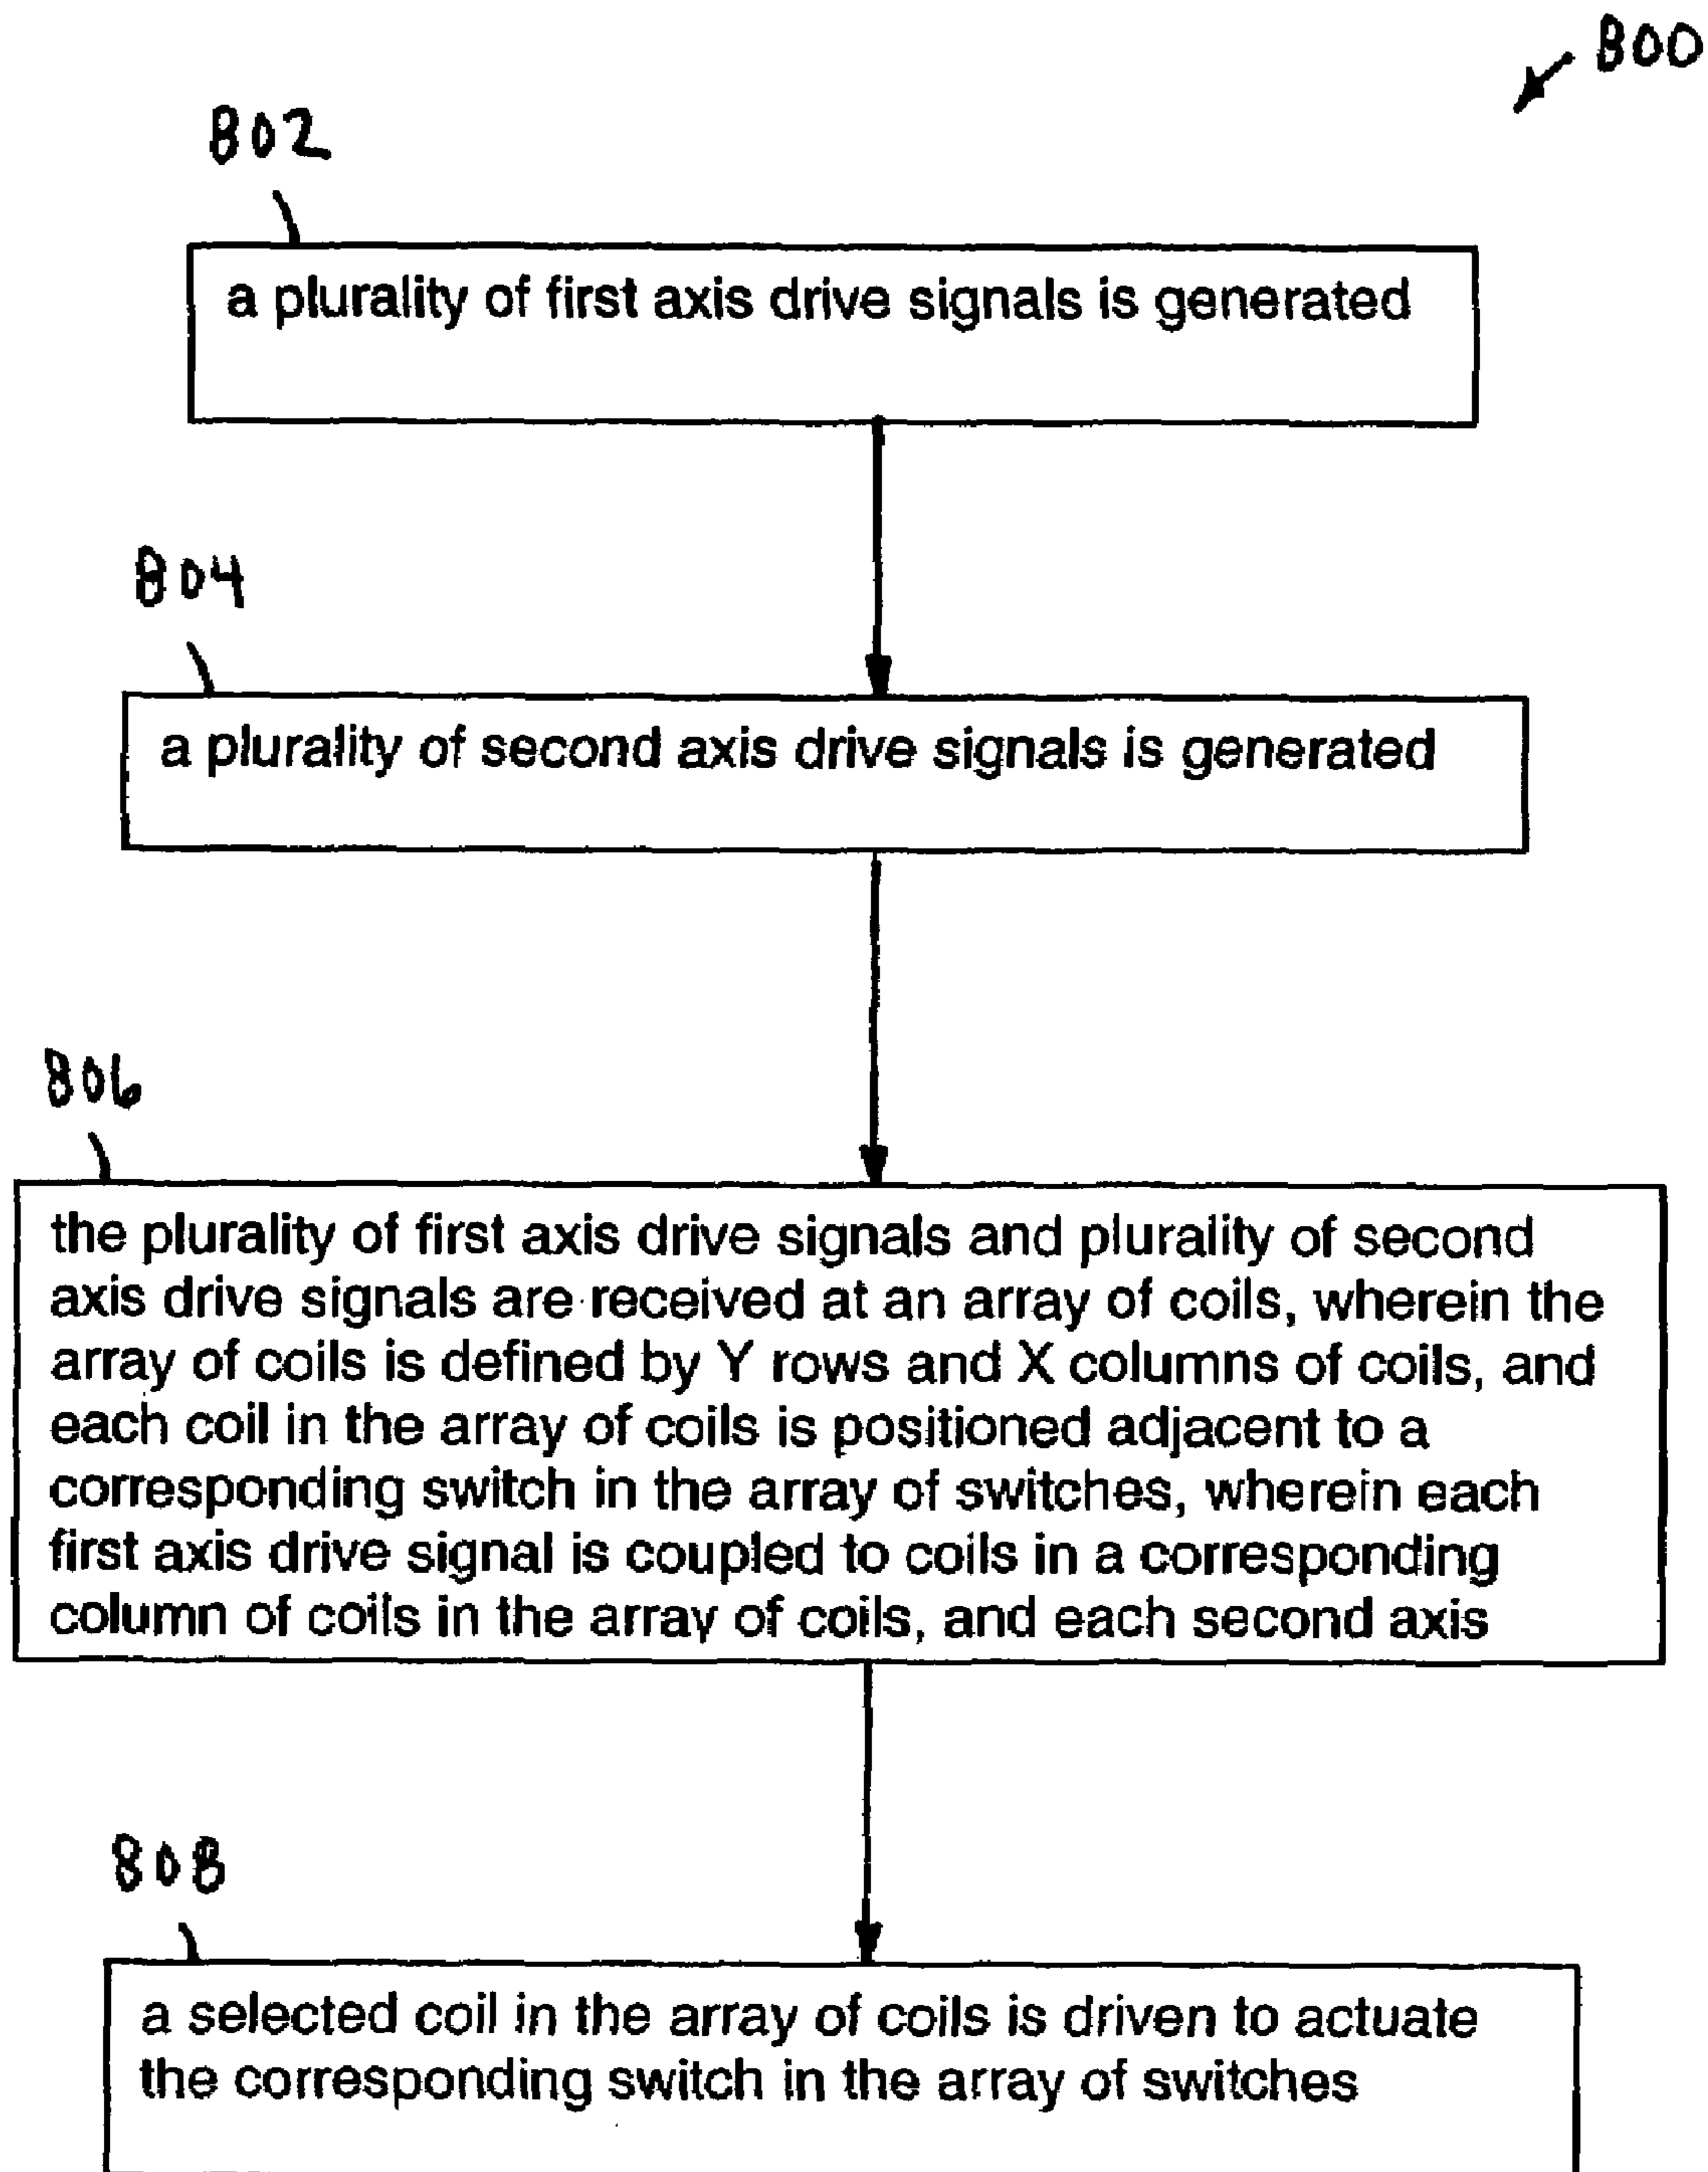 800
802
a plurality of first axis drive signals is generated
804
a plurality of second axis drive signals is generated
806
the plurality of first axis drive signals and plurality of second
axis drive signals are received at an array of coils, wherein the
array of coils is defined by Y rows and X columns of coils, and
each coil in the array of coils is positioned adjacent to a
corresponding switch in the array of switches, wherein each
first axis drive signal is coupled to coils in a corresponding
column of coils in the array of coils, and each second axis
808
a selected coil in the array of coils is driven to actuate
the corresponding switch in the array of switches